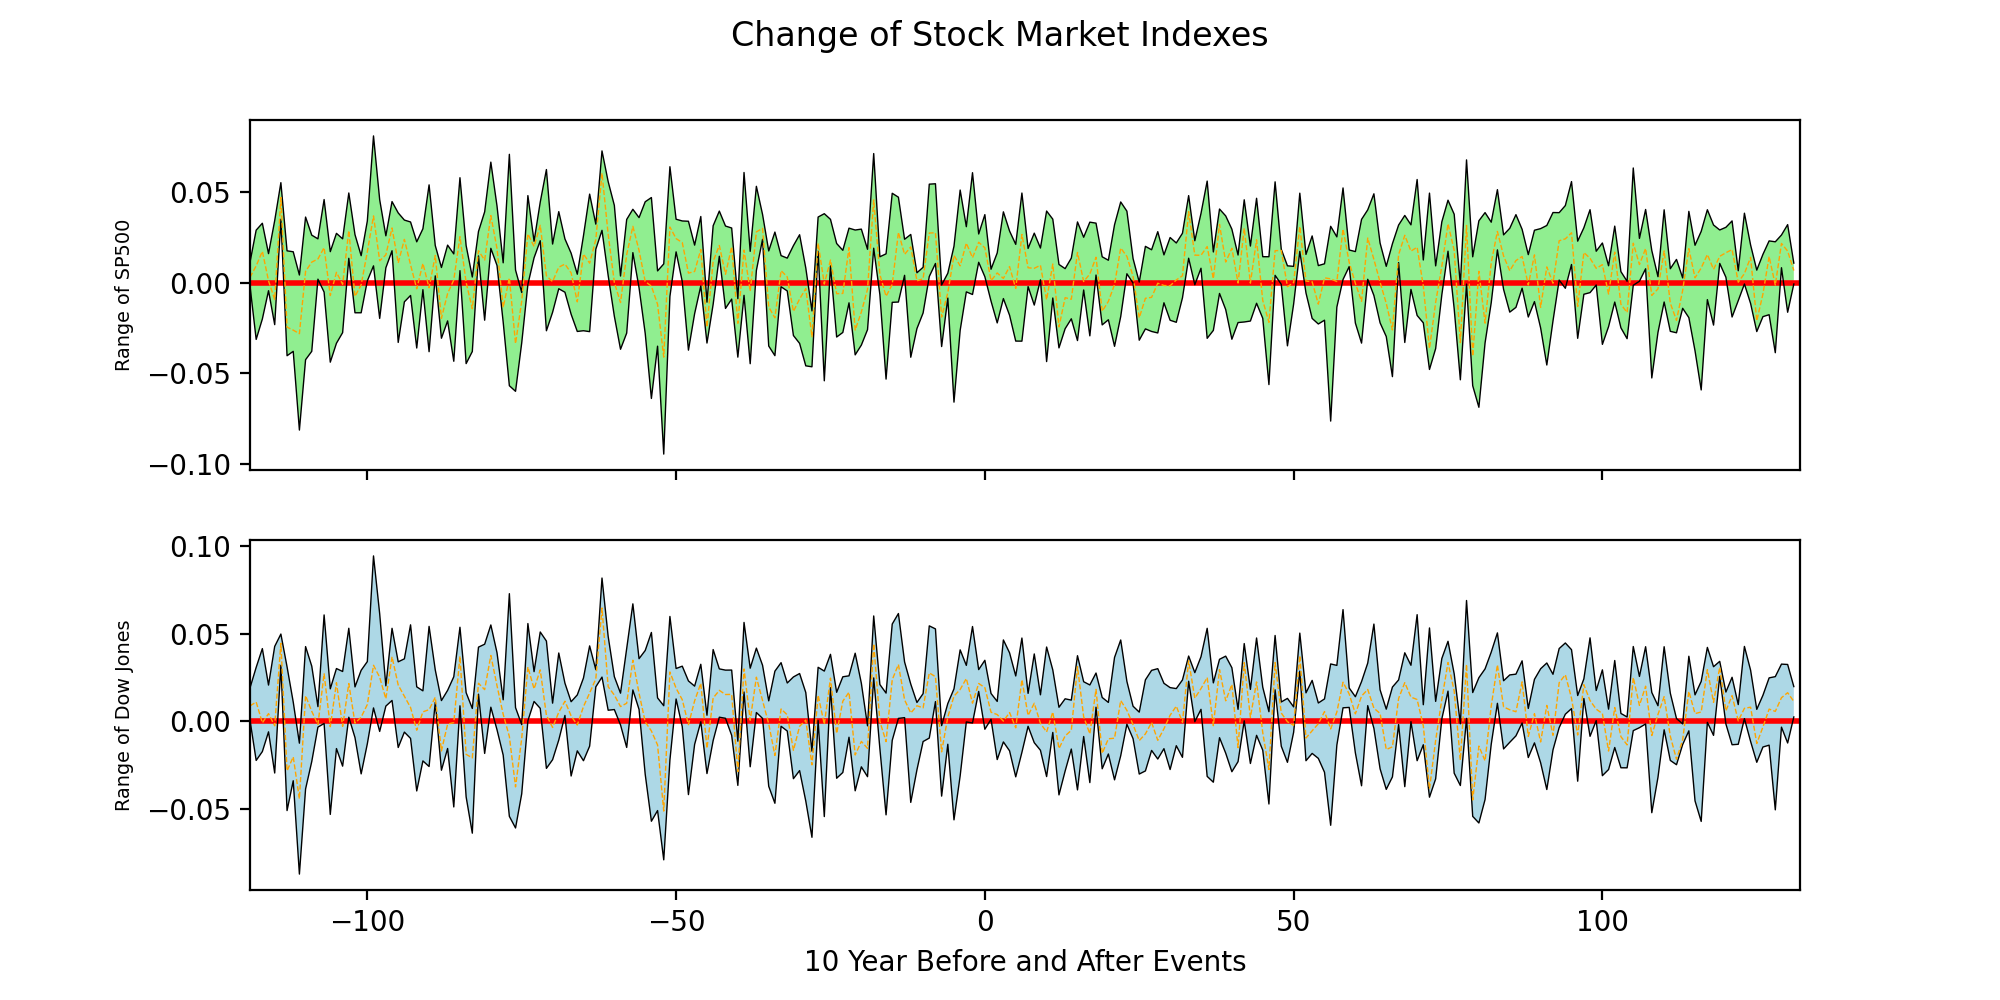 Change of Stock Market Indexes
0.05
0.00
−0.05
−0.10
Range of SP500
0.10
0.05
0.00
−0.05
Range of Dow Jones
−100 −50 0 50 100
10 Year Before and After Events